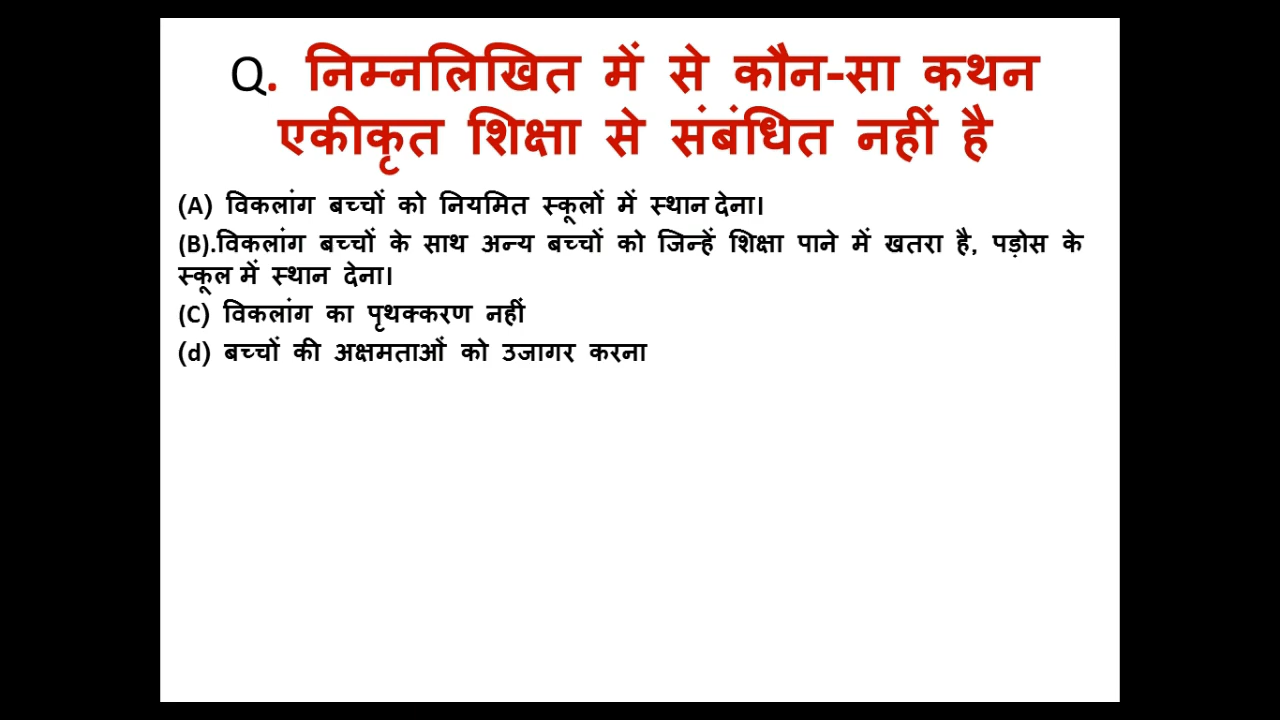 Q. निम्नलिखित में से कौन-सा कथन
एकीकृत शिक्षा से संबंधित नहीं है
(A) विकलांग बच्चों को नियमित स्कूलों में स्थान देना।
(B).विकलांग बच्चों के साथ अन्य बच्चों को जिन्हें शिक्षा पाने में खतरा है, पड़ोस के
स्कूल में स्थान देना।
(C) विकलांग का पृथक्करण नहीं
(d) बच्चों की अक्षमताओं को उजागर करना